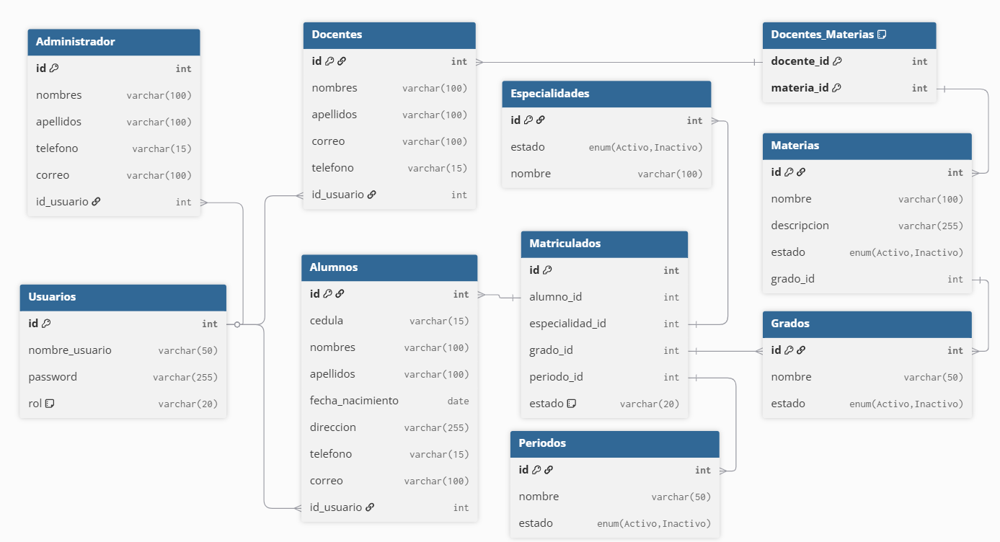 Administrador
id int
nombres varchar(100)
apellidos varchar(100)
telefono varchar(15)
correo varchar(100)
id_usuario int
Usuarios
id int
nombre_usuario varchar(50)
password varchar(255)
rol varchar(20)
Docentes
id int
nombres varchar(100)
apellidos varchar(100)
correo varchar(100)
telefono varchar(15)
id_usuario int
Alumnos
id int
cedula varchar(15)
nombres varchar(100)
apellidos varchar(100)
fecha_nacimiento date
direccion varchar(255)
telefono varchar(15)
correo varchar(100)
id_usuario int
Especialidades
id int
estado enum(Activo,Inactivo)
nombre varchar(100)
Matriculados
id int
alumno_id int
especialidad_id int
grado_id int
periodo_id int
estado varchar(20)
Periodos
id int
nombre varchar(50)
estado enum(Activo,Inactivo)
Docentes_Materias
docente_id int
materia_id int
Materias
id int
nombre varchar(100)
descripcion varchar(255)
estado enum(Activo,Inactivo)
grado_id int
Grados
id int
nombre varchar(50)
estado enum(Activo,Inactivo)